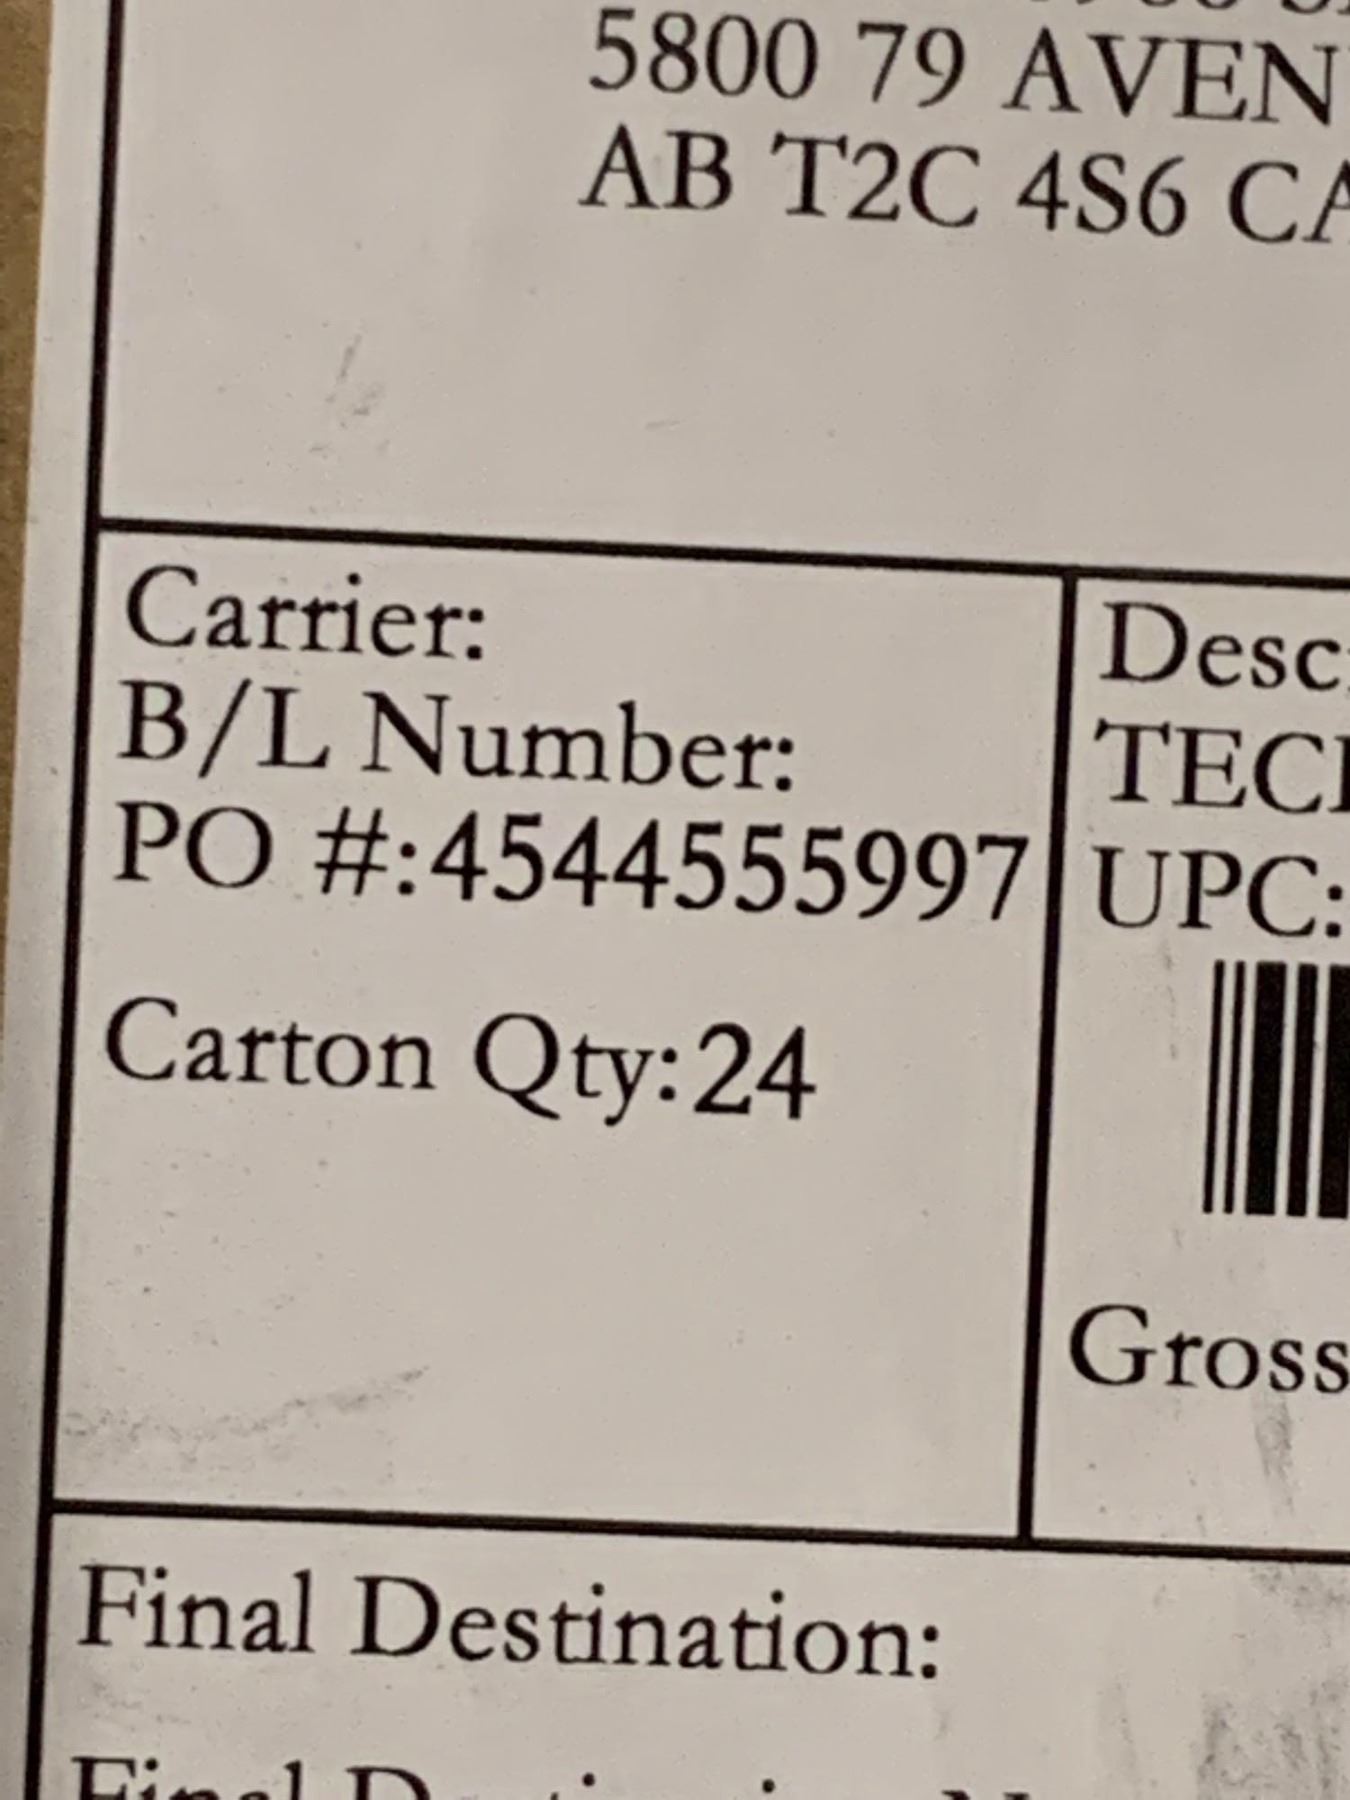 5800 79 AVEN
AB T2C 4S6 CA
Carrier:
B/L Number:
PO #:4544555997
Carton Qty:24
Desc
TEC
UPC:
Gross
Final Destination:
Final